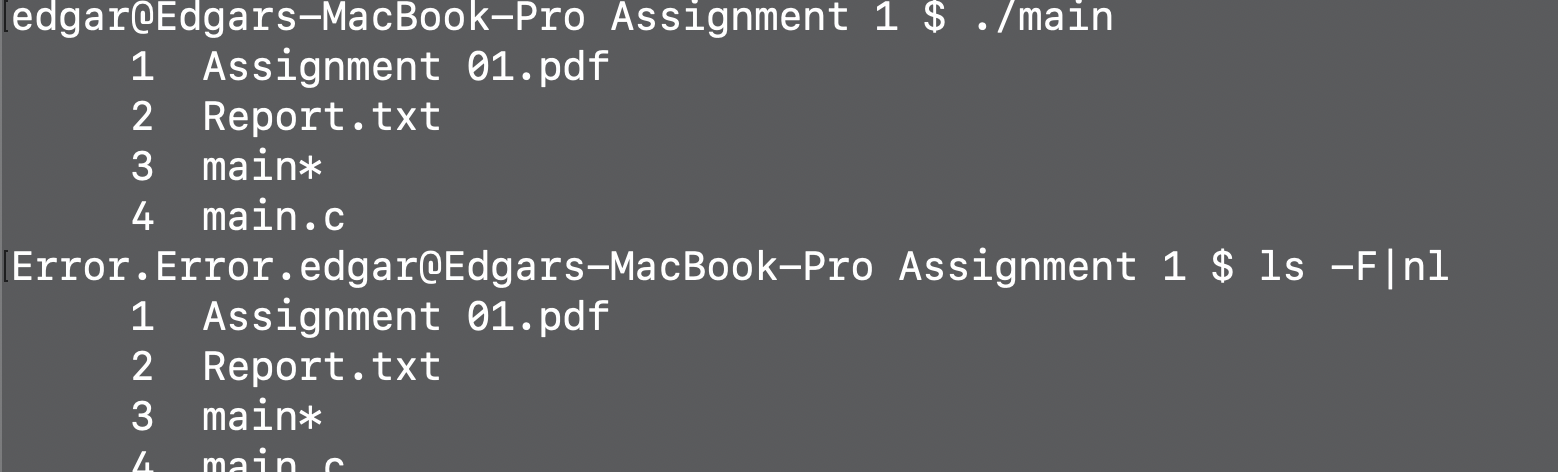 edgar@Edgars-MacBook-Pro Assignment 1 $ ./main
1 Assignment 01.pdf
2 Report.txt
3 main*
4 main.c
Error.Error.edgar@Edgars-MacBook-Pro Assignment 1 $ ls -F|nl
1 Assignment 01.pdf
2 Report.txt
3 main*
4 main.c